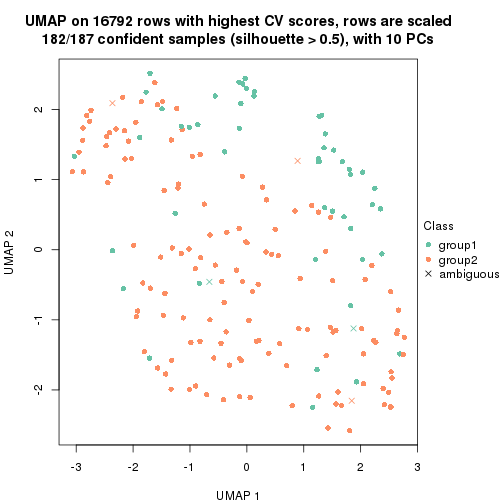 UMAP on 16792 rows with highest CV scores, rows are scaled
182/187 confident samples (silhouette > 0.5), with 10 PCs
2
1
0
-1
-2
UMAP 2
-3
-2
-1
0
1
2
3
UMAP 1
Class
group1
group2
ambiguous